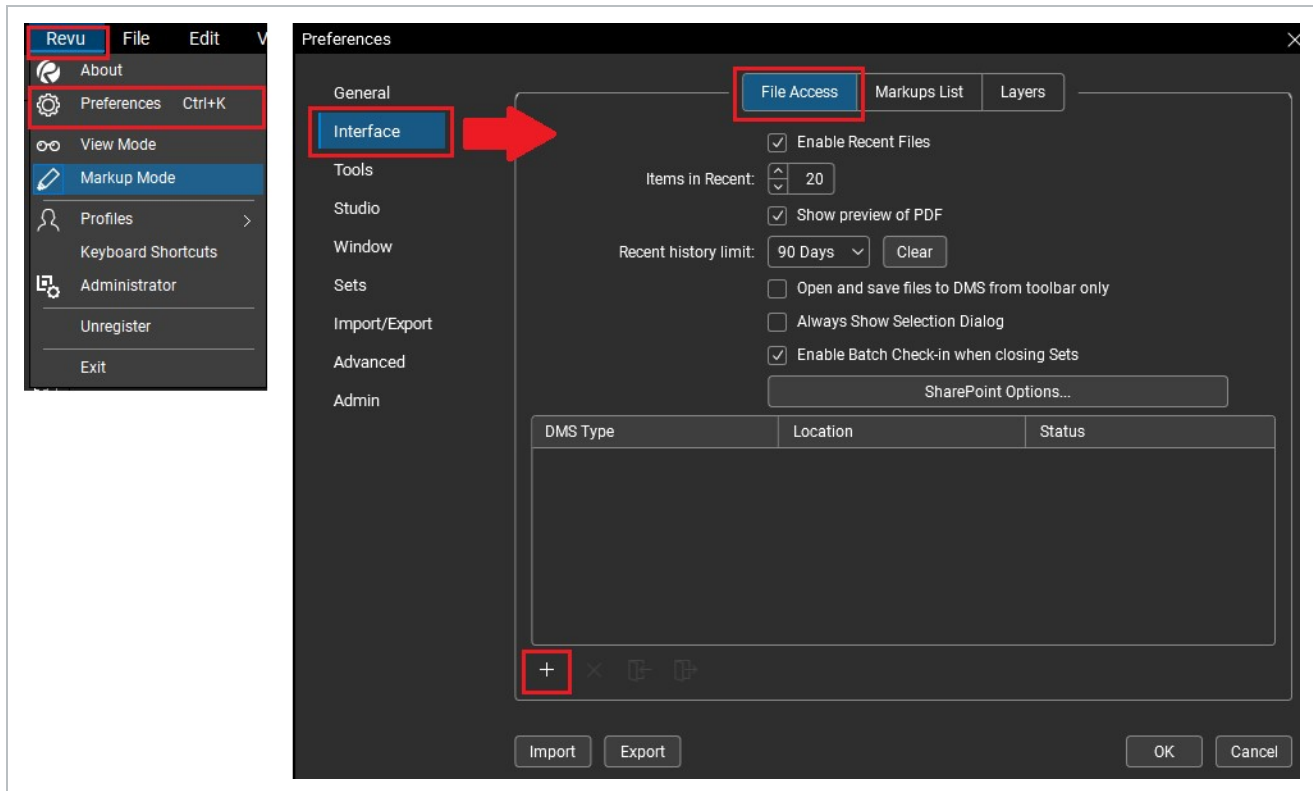 Revu File Edit V
About
Preferences Ctrl+K
View Mode
Markup Mode
Profiles
Keyboard Shortcuts
Administrator
Unregister
Exit
Preferences
General
Interface
Tools
Studio
Window
Sets
Import/Export
Advanced
Admin
File Access Markups List Layers
Enable Recent Files
Items in Recent: 20
Show preview of PDF
Recent history limit: 90 Days Clear
Open and save files to DMS from toolbar only
Always Show Selection Dialog
Enable Batch Check-in when closing Sets
SharePoint Options...
DMS Type Location Status
Import Export OK Cancel